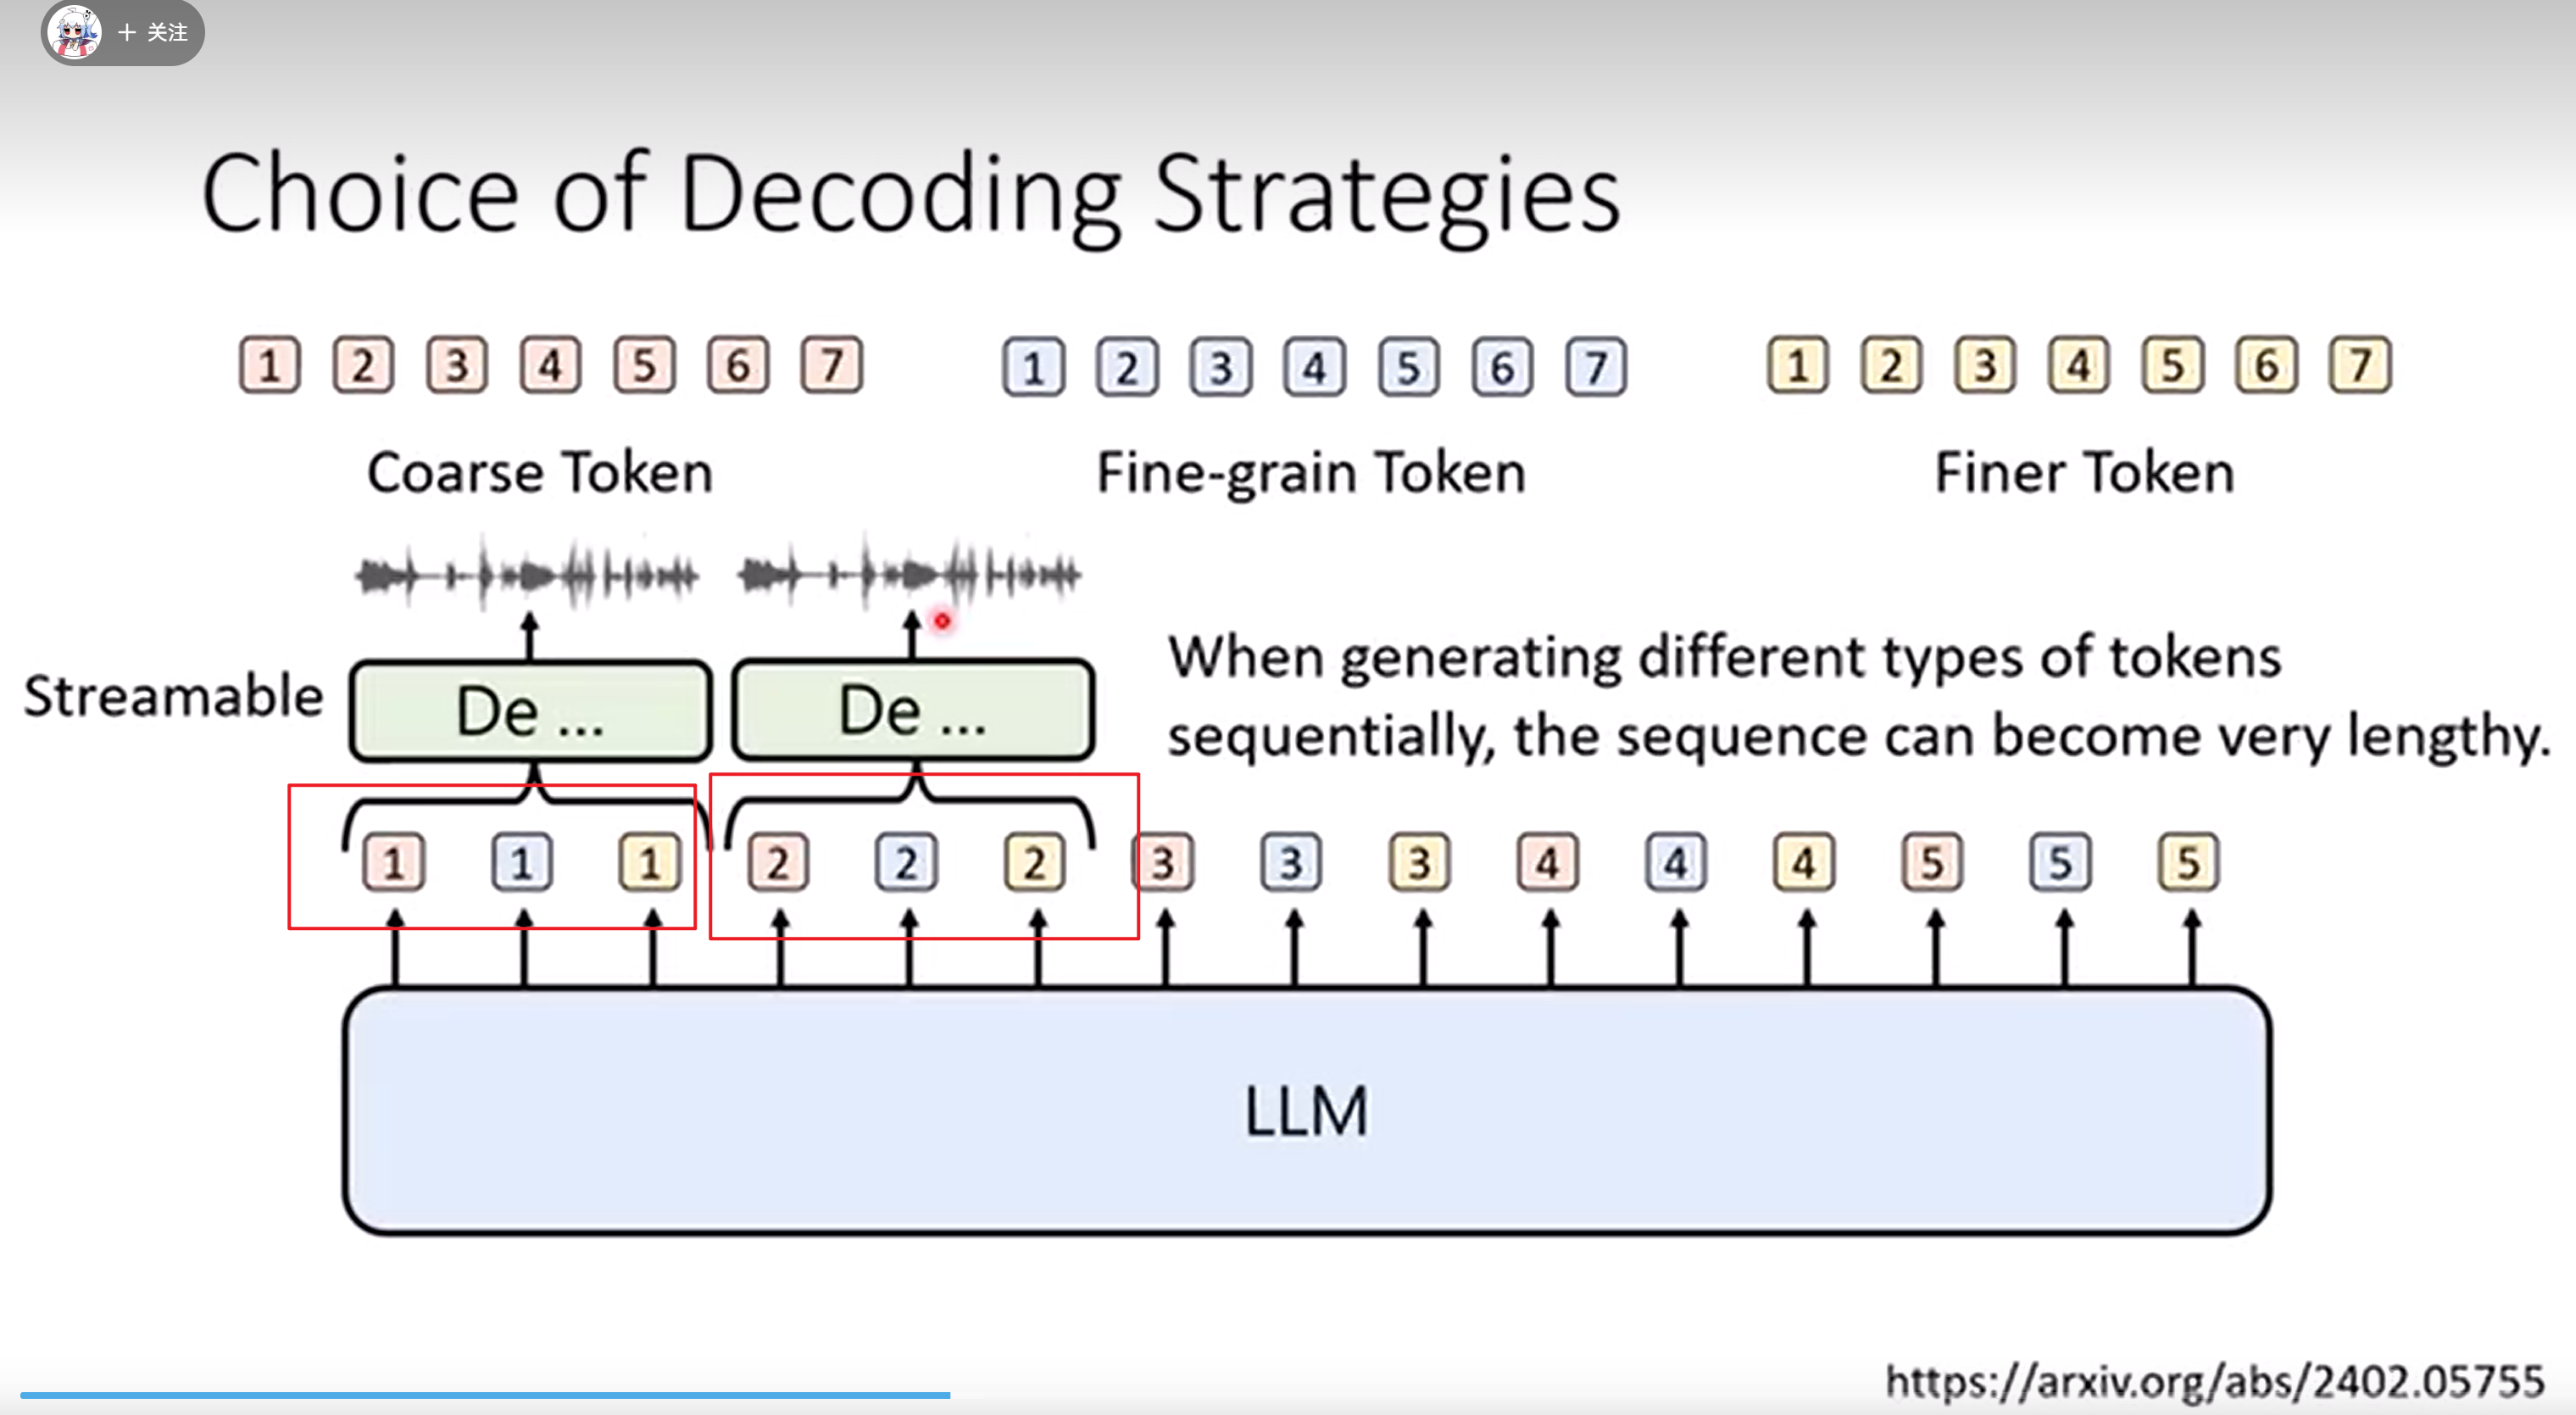 + 关注
Choice of Decoding Strategies
1 2 3 4 5 6 7 1 2 3 4 5 6 7 1 2 3 4 5 6 7
Coarse Token Fine-grain Token Finer Token
Streamable De ... De ...
When generating different types of tokens
sequentially, the sequence can become very lengthy.
1 1 1 2 2 2 3 3 3 4 4 4 5 5 5
LLM
https://arxiv.org/abs/2402.05755